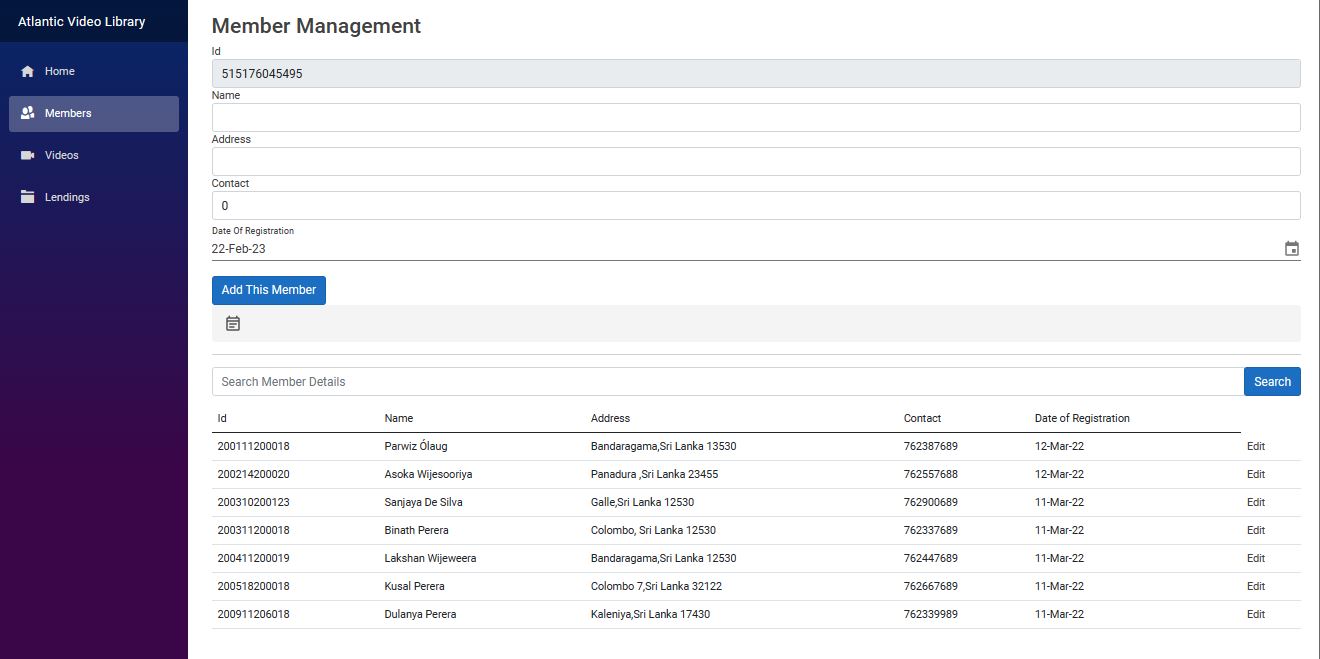 Atlantic Video Library
Home
Members
Videos
Lendings
Member Management
Id
515176045495
Name
Address
Contact
0
Date Of Registration
22-Feb-23
Add This Member
Search Member Details
Search
Id Name Address Contact Date of Registration
200111200018 Parwiz Ólaug Bandaragama,Sri Lanka 13530 762387689 12-Mar-22 Edit
200214200020 Asoka Wijesooriya Panadura ,Sri Lanka 23455 762557688 12-Mar-22 Edit
200310200123 Sanjaya De Silva Galle,Sri Lanka 12530 762900689 11-Mar-22 Edit
200311200018 Binath Perera Colombo, Sri Lanka 12530 762337689 11-Mar-22 Edit
200411200019 Lakshan Wijeweera Bandaragama,Sri Lanka 12530 762447689 11-Mar-22 Edit
200518200018 Kusal Perera Colombo 7,Sri Lanka 32122 762667689 11-Mar-22 Edit
200911206018 Dulanya Perera Kaleniya,Sri Lanka 17430 762339989 11-Mar-22 Edit